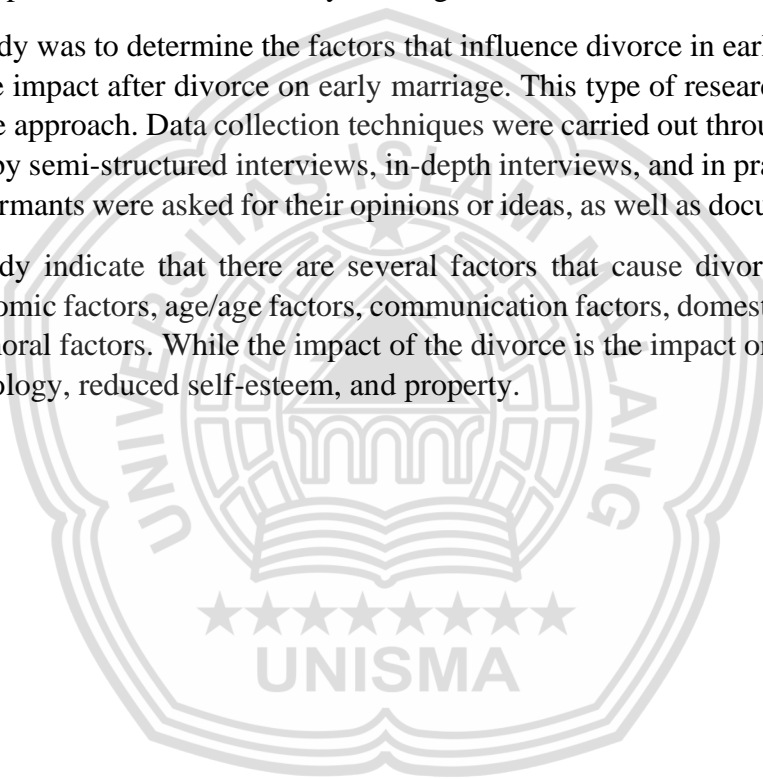 dy was to determine the factors that influence divorce in earl
e impact after divorce on early marriage. This type of researc
e approach. Data collection techniques were carried out throu
by semi-structured interviews, in-depth interviews, and in pra
rmants were asked for their opinions or ideas, as well as docu
dy indicate that there are several factors that cause divor
omic factors, age/age factors, communication factors, domest
oral factors. While the impact of the divorce is the impact o
ology, reduced self-esteem, and property.
UNIVERSITAS ISLAM MALANG
UNISMA